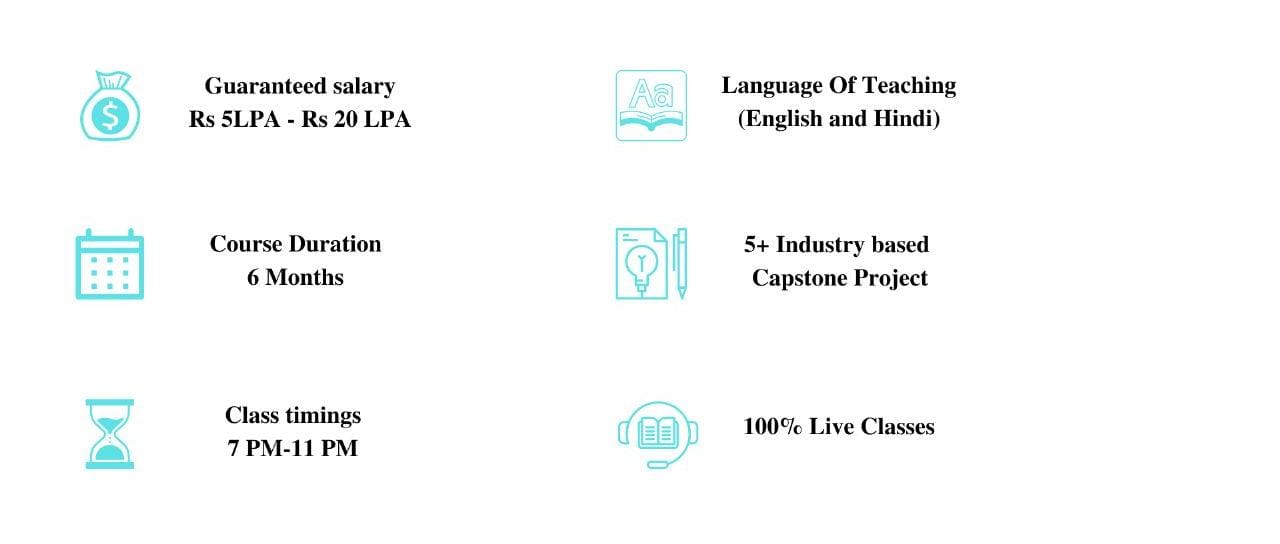 Guaranteed salary
Rs 5LPA - Rs 20 LPA
Aa
Language Of Teaching
(English and Hindi)
Course Duration
6 Months
5+ Industry based
Capstone Project
Class timings
7 PM-11 PM
100% Live Classes